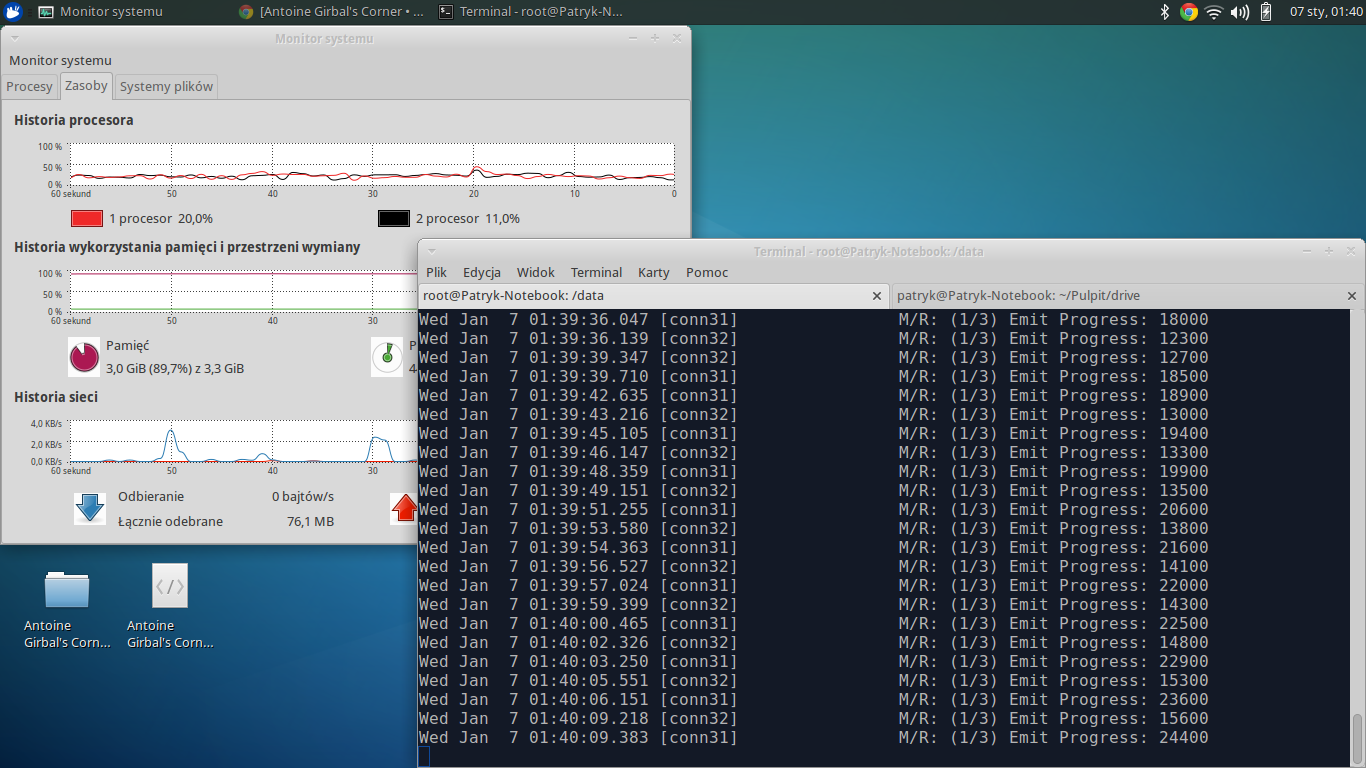 Monitor systemu
[Antoine Girbal's Corner • ...
Terminal - root@Patryk-N...
07 sty, 01:40
Monitor systemu
Monitor systemu
Procesy
Zasoby
Systemy plików
Historia procesora
100 %
50 %
0 %
60 sekund 50 40 30 20 10 0
1 procesor 20,0%
2 procesor 11,0%
Historia wykorzystania pamięci i przestrzeni wymiany
100 %
50 %
0 %
60 sekund 50 40 30
Pamięć
3,0 GiB (89,7%) z 3,3 GiB
P
4
Historia sieci
4,0 KB/s
2,0 KB/s
0,0 KB/s
60 sekund 50 40 30
Odbieranie 0 bajtów/s
Łącznie odebrane 76,1 MB
Antoine
Girbal's Corn...
Antoine
Girbal's Corn...
Terminal - root@Patryk-Notebook: /data
Plik Edycja Widok Terminal Karty Pomoc
root@Patryk-Notebook: /data
patryk@Patryk-Notebook: ~/Pulpit/drive
Wed Jan  7 01:39:36.047 [conn31] M/R: (1/3) Emit Progress: 18000
Wed Jan  7 01:39:36.139 [conn32] M/R: (1/3) Emit Progress: 12300
Wed Jan  7 01:39:39.347 [conn32] M/R: (1/3) Emit Progress: 12700
Wed Jan  7 01:39:39.710 [conn31] M/R: (1/3) Emit Progress: 18500
Wed Jan  7 01:39:42.635 [conn31] M/R: (1/3) Emit Progress: 18900
Wed Jan  7 01:39:43.216 [conn32] M/R: (1/3) Emit Progress: 13000
Wed Jan  7 01:39:45.105 [conn31] M/R: (1/3) Emit Progress: 19400
Wed Jan  7 01:39:46.147 [conn32] M/R: (1/3) Emit Progress: 13300
Wed Jan  7 01:39:48.359 [conn31] M/R: (1/3) Emit Progress: 19900
Wed Jan  7 01:39:49.151 [conn32] M/R: (1/3) Emit Progress: 13500
Wed Jan  7 01:39:51.255 [conn31] M/R: (1/3) Emit Progress: 20600
Wed Jan  7 01:39:53.580 [conn32] M/R: (1/3) Emit Progress: 13800
Wed Jan  7 01:39:54.363 [conn31] M/R: (1/3) Emit Progress: 21600
Wed Jan  7 01:39:56.527 [conn32] M/R: (1/3) Emit Progress: 14100
Wed Jan  7 01:39:57.024 [conn31] M/R: (1/3) Emit Progress: 22000
Wed Jan  7 01:39:59.399 [conn32] M/R: (1/3) Emit Progress: 14300
Wed Jan  7 01:40:00.465 [conn31] M/R: (1/3) Emit Progress: 22500
Wed Jan  7 01:40:02.326 [conn32] M/R: (1/3) Emit Progress: 14800
Wed Jan  7 01:40:03.250 [conn31] M/R: (1/3) Emit Progress: 22900
Wed Jan  7 01:40:05.551 [conn32] M/R: (1/3) Emit Progress: 15300
Wed Jan  7 01:40:06.151 [conn31] M/R: (1/3) Emit Progress: 23600
Wed Jan  7 01:40:09.218 [conn32] M/R: (1/3) Emit Progress: 15600
Wed Jan  7 01:40:09.383 [conn31] M/R: (1/3) Emit Progress: 24400